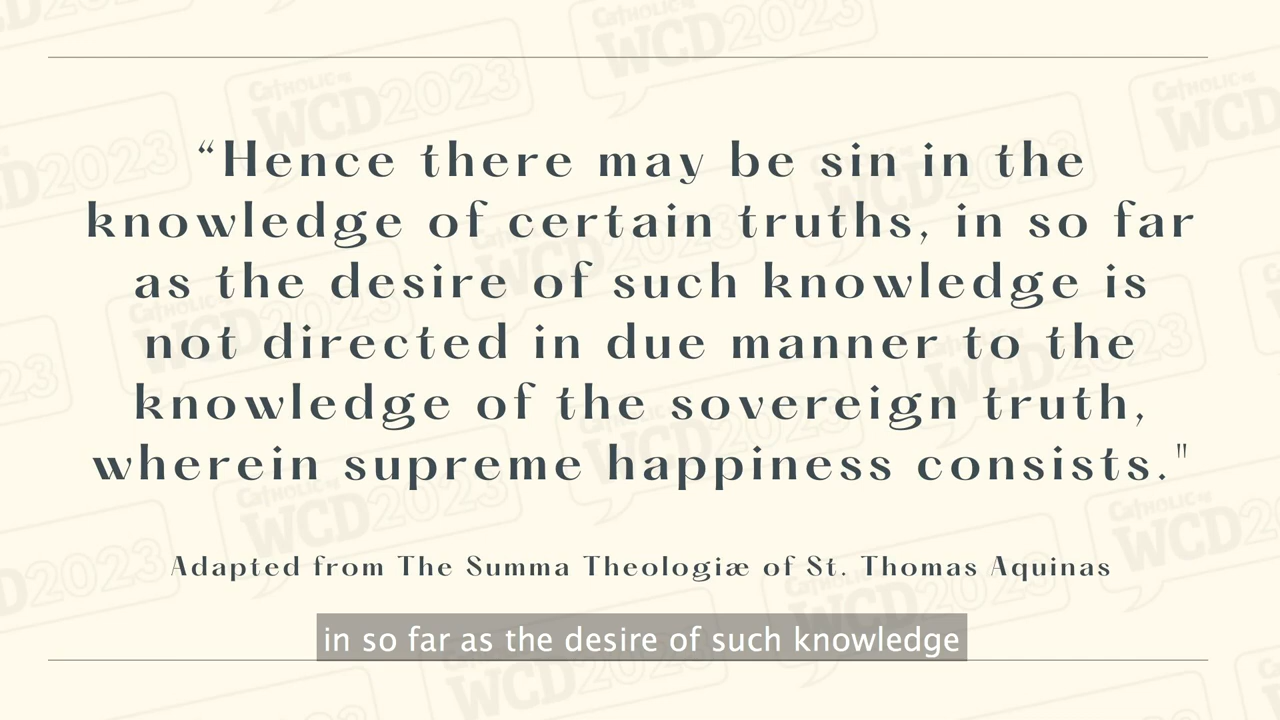 “Hence there may be sin in the
knowledge of certain truths, in so far
as the desire of such knowledge is
not directed in due manner to the
knowledge of the sovereign truth,
wherein supreme happiness consists."
Adapted from The Summa Theologiæ of St. Thomas Aquinas
in so far as the desire of such knowledge